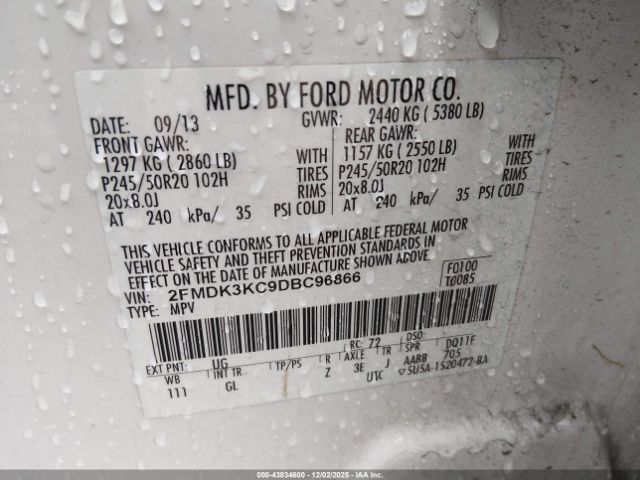 MFD. BY FORD MOTOR CO.
DATE: 09/13 GVWR: 2440 KG ( 5380 LB)
FRONT GAWR: REAR GAWR:
1297 KG ( 2860 LB) WITH 1157 KG ( 2550 LB) WITH
P245/50R20 102H TIRES P245/50R20 102H TIRES
20x8.0J RIMS 20x8.0J RIMS
AT 240 kPa/ 35 PSI COLD AT 240 kPa/ 35 PSI COLD
THIS VEHICLE CONFORMS TO ALL APPLICABLE FEDERAL MOTOR
VEHICLE SAFETY AND THEFT PREVENTION STANDARDS IN
EFFECT ON THE DATE OF MANUFACTURE SHOWN ABOVE.
VIN: 2FMDK3KC9DBC96866 F0100
TYPE: MPV T0085
EXT PNT: UG RC: 72 DSO:
WB INT TR TP/PS R AXLE TR SPR DQ11F
111 GL Z 3E J AABB 705
UTC ▽5U5A-1520472-BA
000-43834600 - 12/02/2025 - IAAI.com